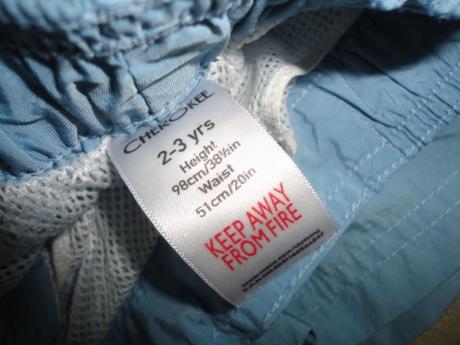 CHEROKEE
2-3 yrs
Height
98cm/38½in
Waist
51cm/20in
KEEP AWAY
FROM FIRE